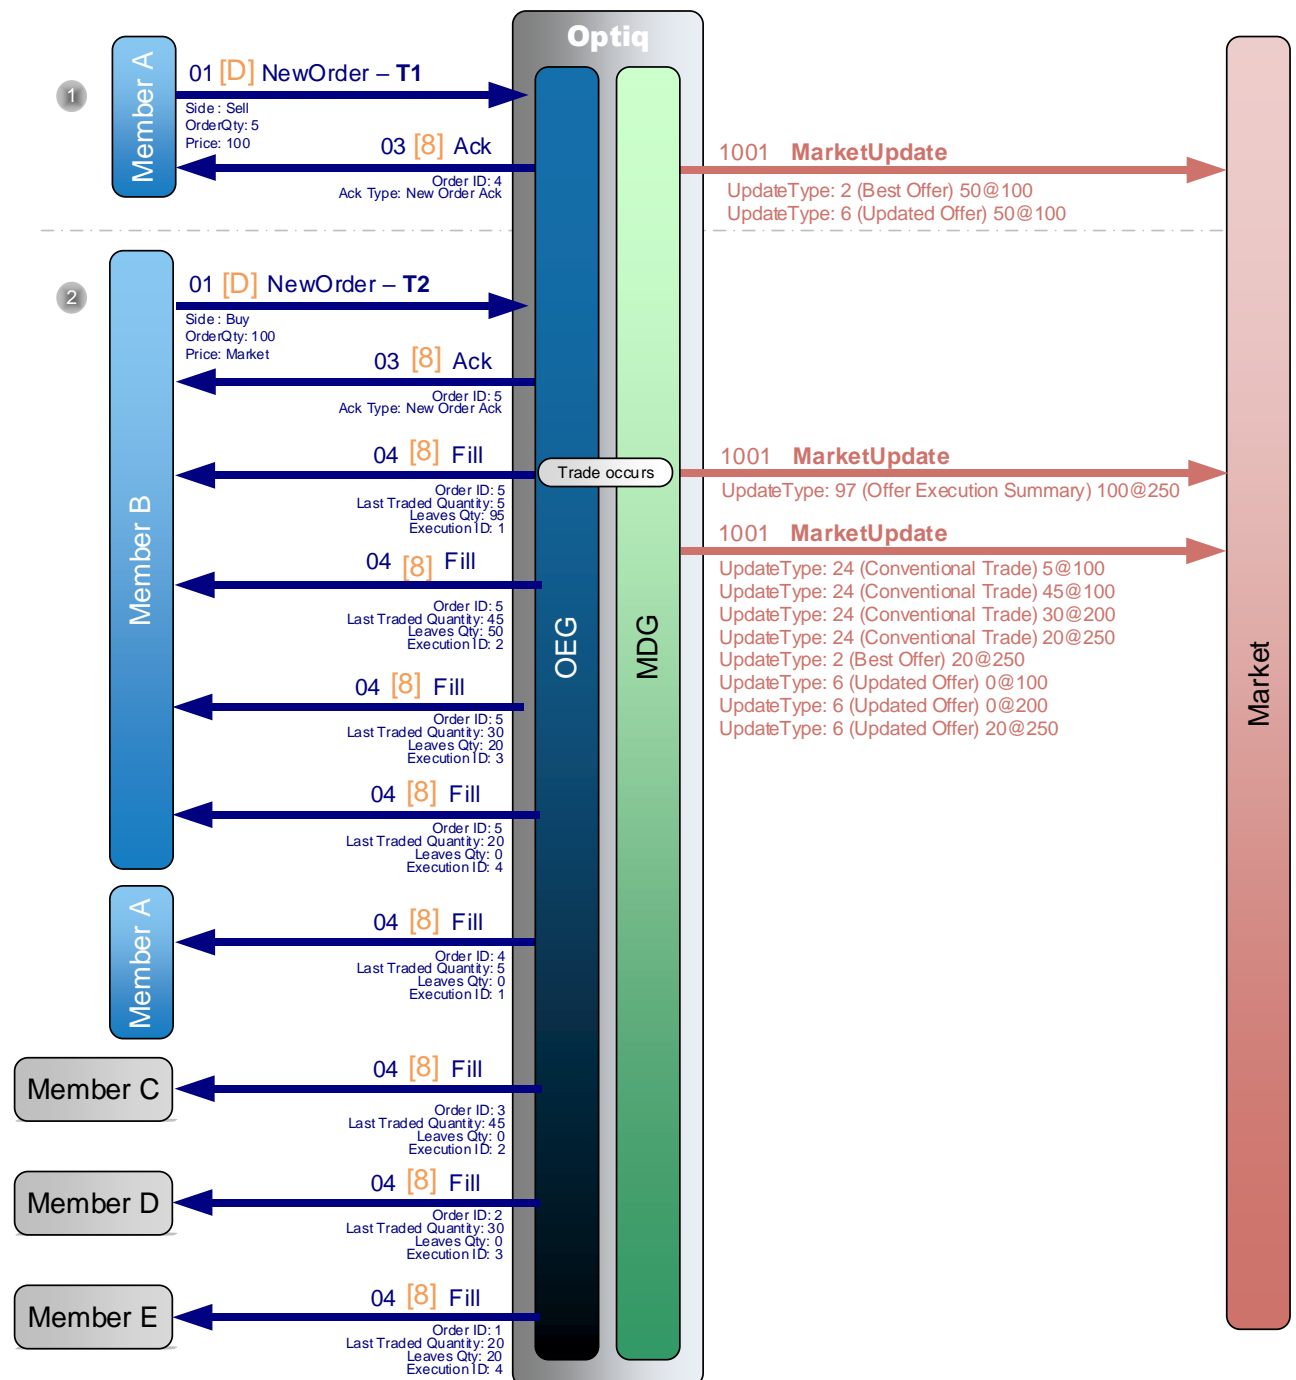 Optiq
Member A
1
01 [D] NewOrder – T1
Side : Sell
OrderQty: 5
Price: 100
03 [8] Ack
Order ID: 4
Ack Type: New Order Ack
1001 MarketUpdate
UpdateType: 2 (Best Offer) 50@100
UpdateType: 6 (Updated Offer) 50@100
2
Member B
01 [D] NewOrder – T2
Side : Buy
OrderQty: 100
Price: Market
03 [8] Ack
Order ID: 5
Ack Type: New Order Ack
04 [8] Fill
Order ID: 5
Last Traded Quantity: 5
Leaves Qty: 95
Execution ID: 1
Trade occurs
1001 MarketUpdate
UpdateType: 97 (Offer Execution Summary) 100@250
1001 MarketUpdate
UpdateType: 24 (Conventional Trade) 5@100
UpdateType: 24 (Conventional Trade) 45@100
UpdateType: 24 (Conventional Trade) 30@200
UpdateType: 24 (Conventional Trade) 20@250
UpdateType: 2 (Best Offer) 20@250
UpdateType: 6 (Updated Offer) 0@100
UpdateType: 6 (Updated Offer) 0@200
UpdateType: 6 (Updated Offer) 20@250
04 [8] Fill
Order ID: 5
Last Traded Quantity: 45
Leaves Qty: 50
Execution ID: 2
OEG
MDG
Market
04 [8] Fill
Order ID: 5
Last Traded Quantity: 30
Leaves Qty: 20
Execution ID: 3
04 [8] Fill
Order ID: 5
Last Traded Quantity: 20
Leaves Qty: 0
Execution ID: 4
Member A
04 [8] Fill
Order ID: 4
Last Traded Quantity: 5
Leaves Qty: 0
Execution ID: 1
Member C
04 [8] Fill
Order ID: 3
Last Traded Quantity: 45
Leaves Qty: 0
Execution ID: 2
Member D
04 [8] Fill
Order ID: 2
Last Traded Quantity: 30
Leaves Qty: 0
Execution ID: 3
Member E
04 [8] Fill
Order ID: 1
Last Traded Quantity: 20
Leaves Qty: 20
Execution ID: 4